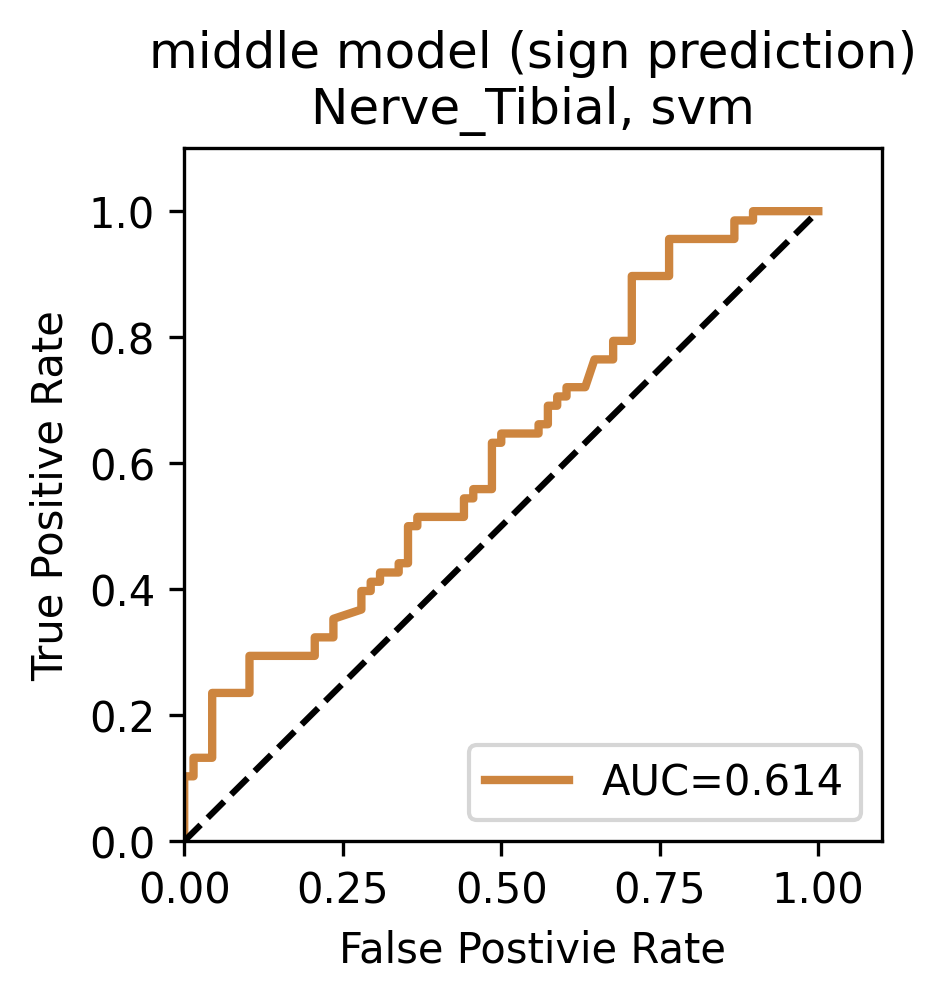 middle model (sign prediction)
Nerve_Tibial, svm
True Positive Rate
1.0
0.8
0.6
0.4
0.2
0.0
AUC=0.614
0.00 0.25 0.50 0.75 1.00
False Postivie Rate